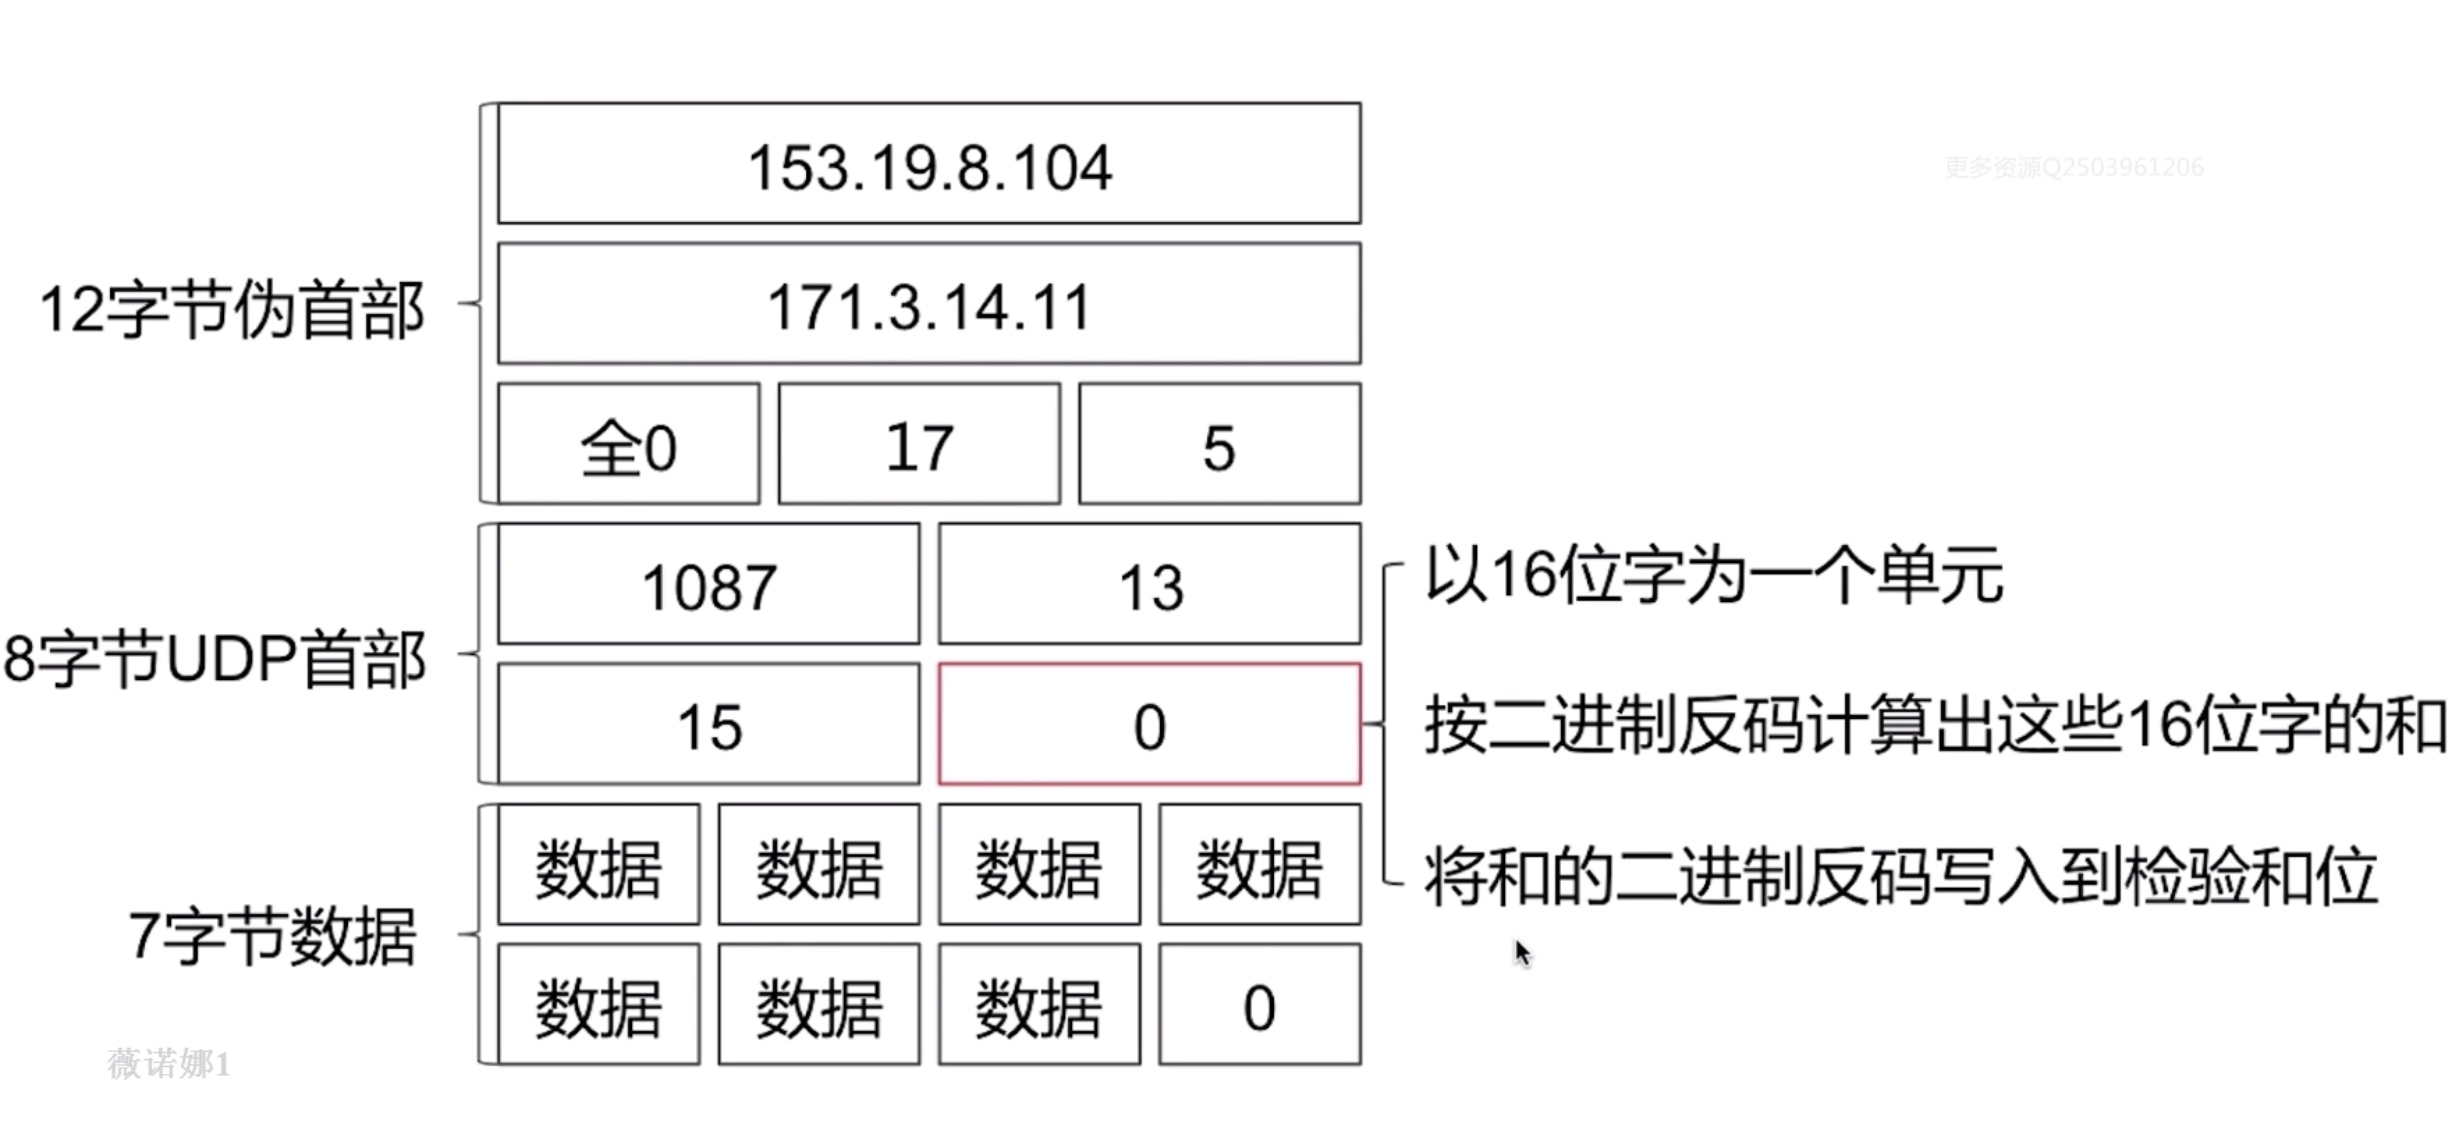 更多资源Q2503961206
153.19.8.104
12字节伪首部
171.3.14.11
全0
17
5
8字节UDP首部
1087
13
15
0
以16位字为一个单元
按二进制反码计算出这些16位字的和
将和的二进制反码写入到检验和位
7字节数据
数据
数据
数据
数据
数据
数据
数据
0
薇诺娜1